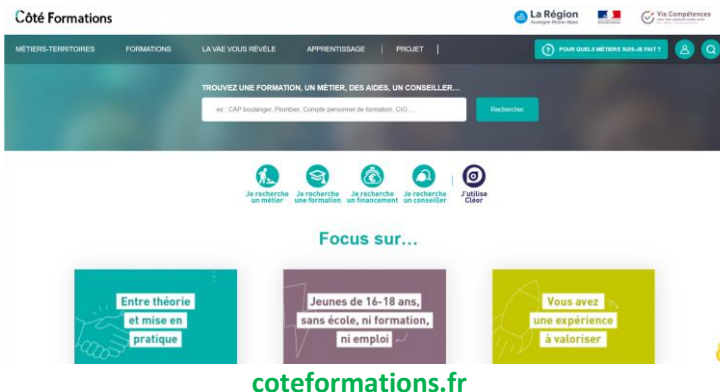 Côté Formations
La Région
Auvergne-Rhône-Alpes
Via Compétences
MÉTIERS-TERRITOIRES FORMATIONS LA VAE VOUS RÉVÈLE APPRENTISSAGE | PROJET |
POUR QUELS MÉTIERS SUIS-JE FAIT ?
TROUVEZ UNE FORMATION, UN MÉTIER, DES AIDES, UN CONSEILLER...
ex : CAP boulanger, Plombier, Compte personnel de formation, CIO, ...
Rechercher
Je recherche
un métier
Je recherche
une formation
Je recherche
un financement
Je recherche
un conseiller
J'utilise
Cléor
Focus sur...
Entre théorie
et mise en
pratique
Jeunes de 16-18 ans,
sans école, ni formation,
ni emploi
Vous avez
une expérience
à valoriser
coteformations.fr